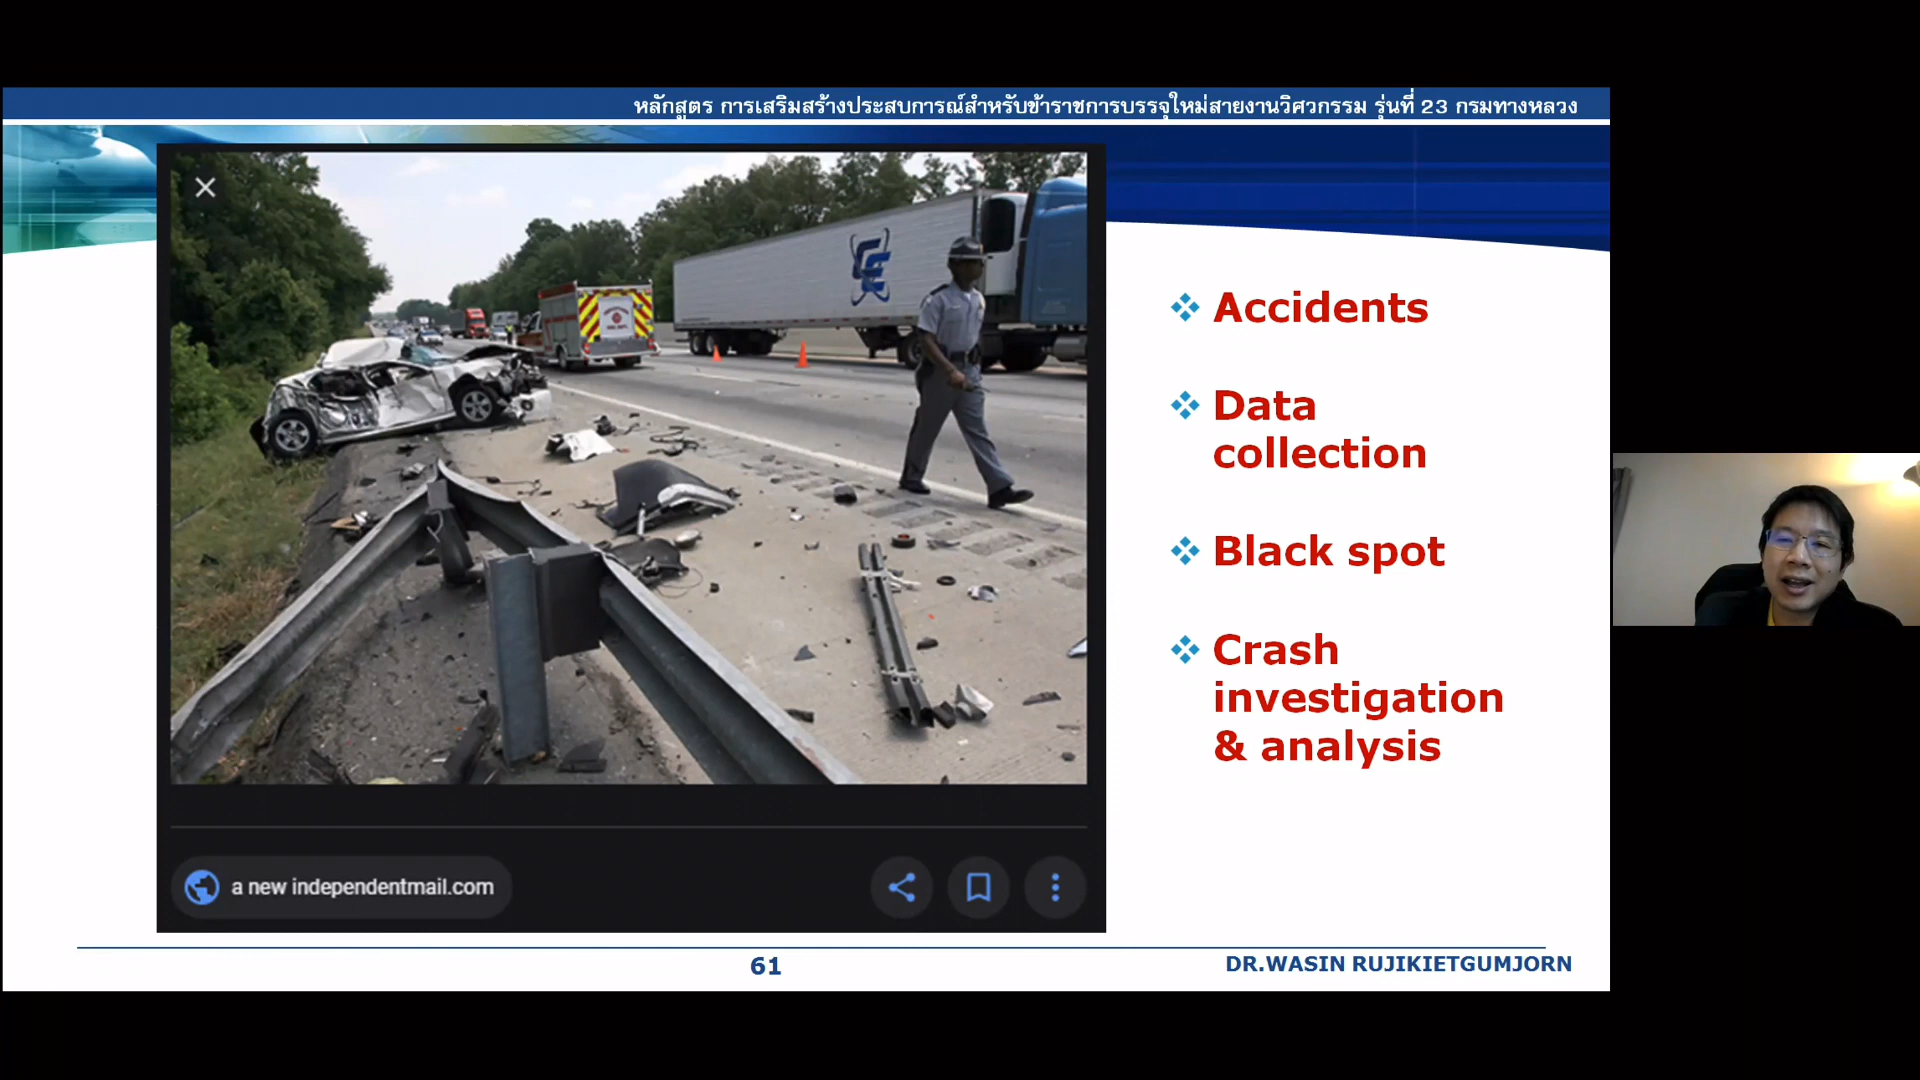 หลักสูตร การเสริมสร้างประสบการณ์สำหรับข้าราชการบรรจุใหม่สายงานวิศวกรรม รุ่นที่ 23 กรมทางหลวง
Accidents
Data
collection
Black spot
Crash
investigation
& analysis
a new independentmail.com
61
DR.WASIN RUJIKIETGUMJORN